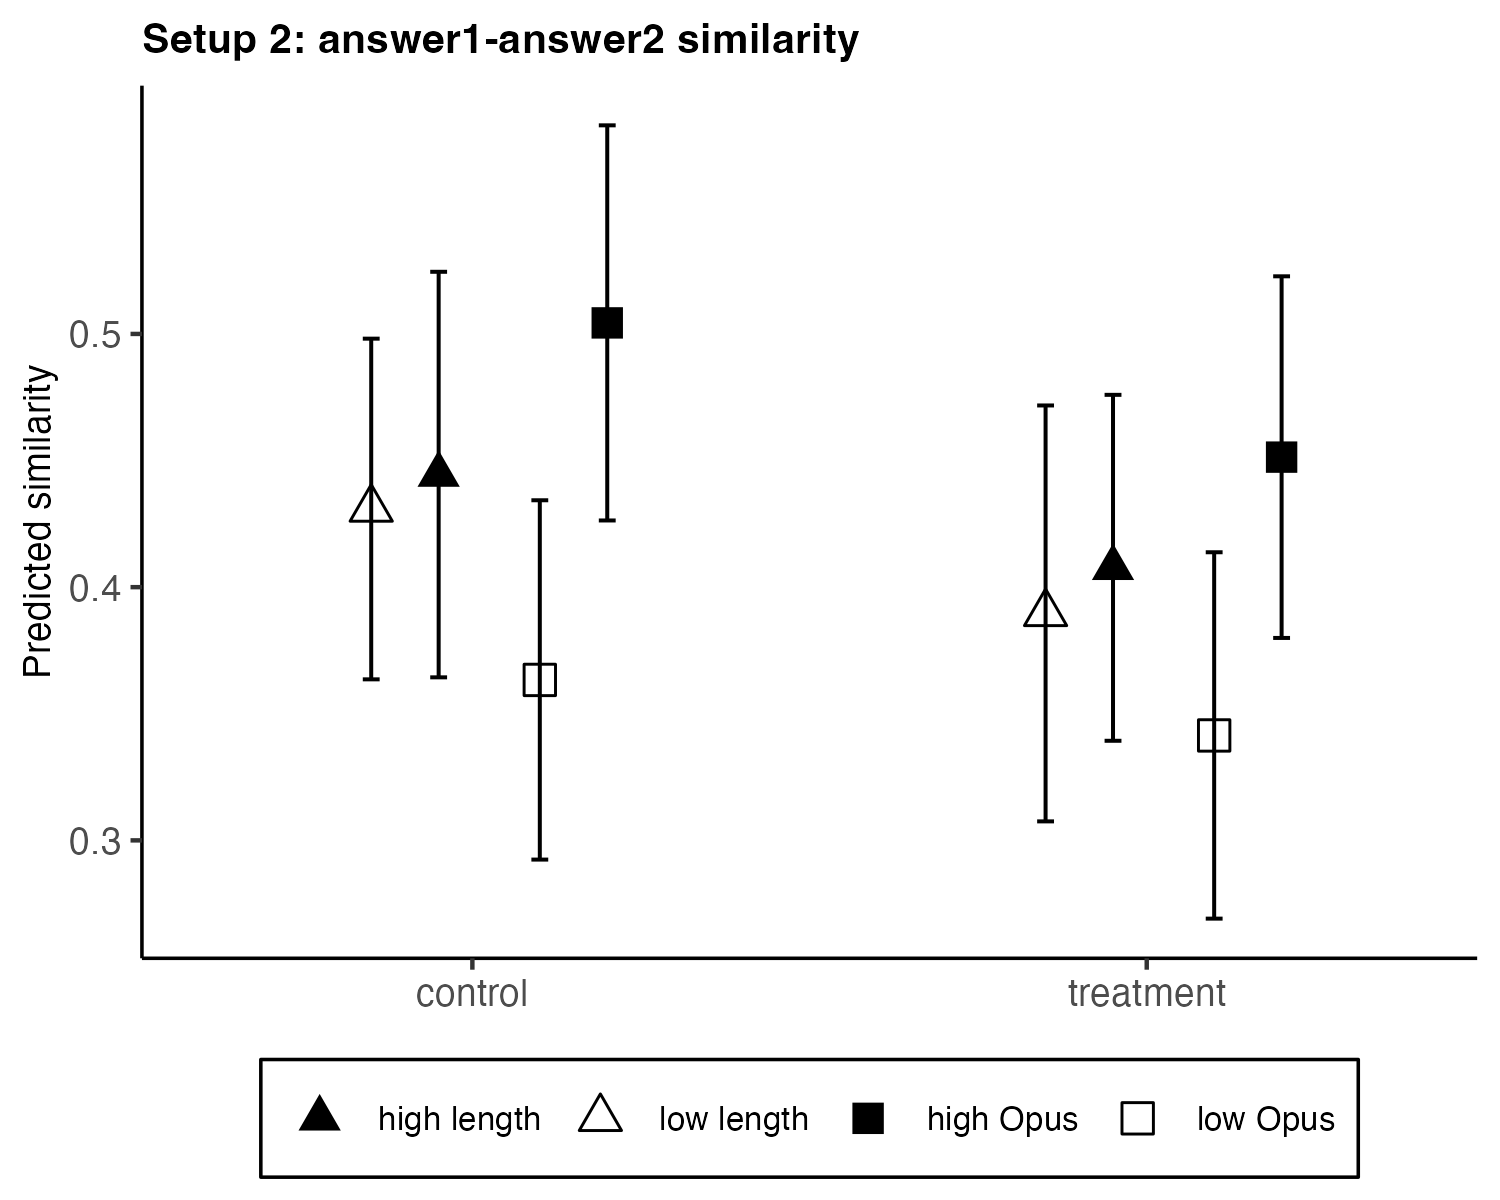 Setup 2: answer1-answer2 similarity
Predicted similarity
0.5
0.4
0.3
control treatment
high length low length high Opus low Opus